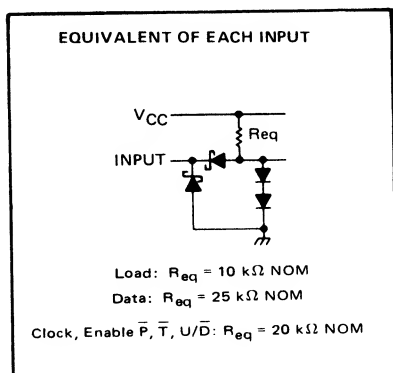 EQUIVALENT OF EACH INPUT
VCC
Req
INPUT
Load: Req = 10 kΩ NOM
Data: Req = 25 kΩ NOM
Clock, Enable P̅, T̅, U/D̅: Req = 20 kΩ NOM